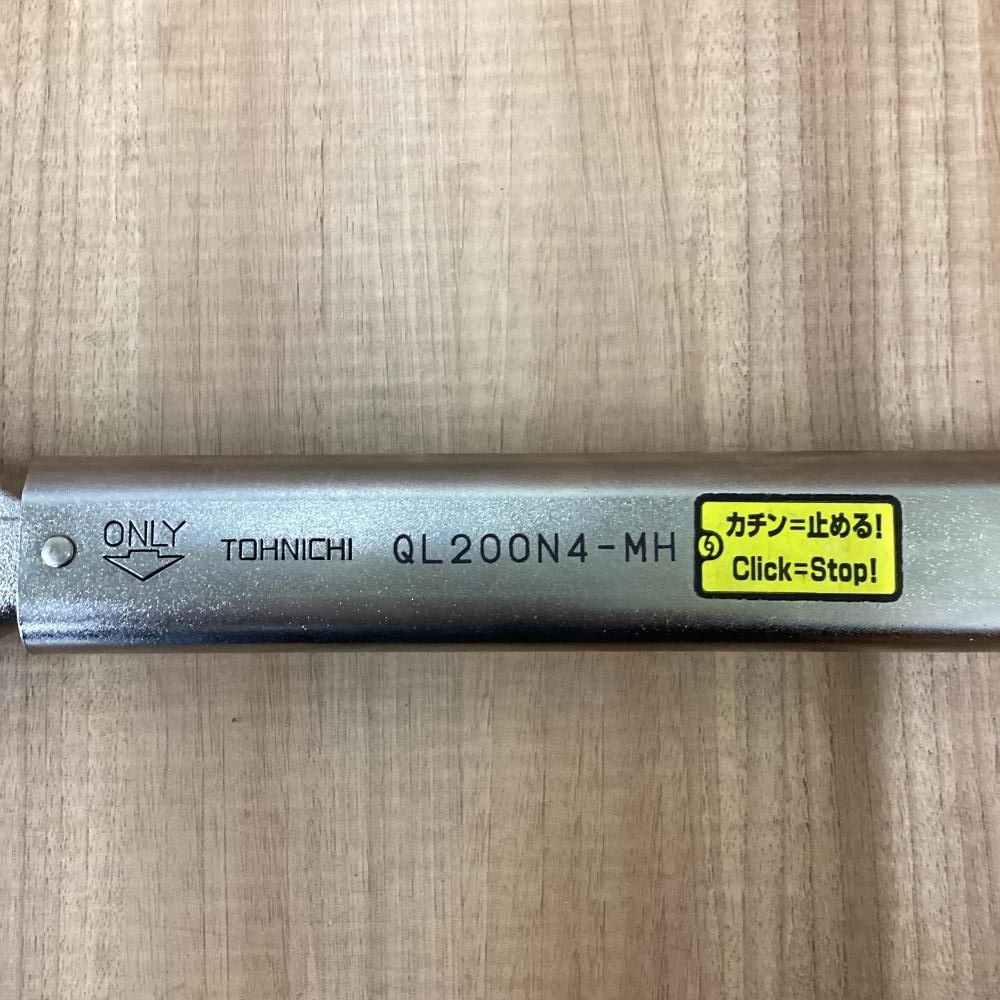 ONLY
TOHNICHI QL200N4-MH
カチン=止める!
Click=Stop!